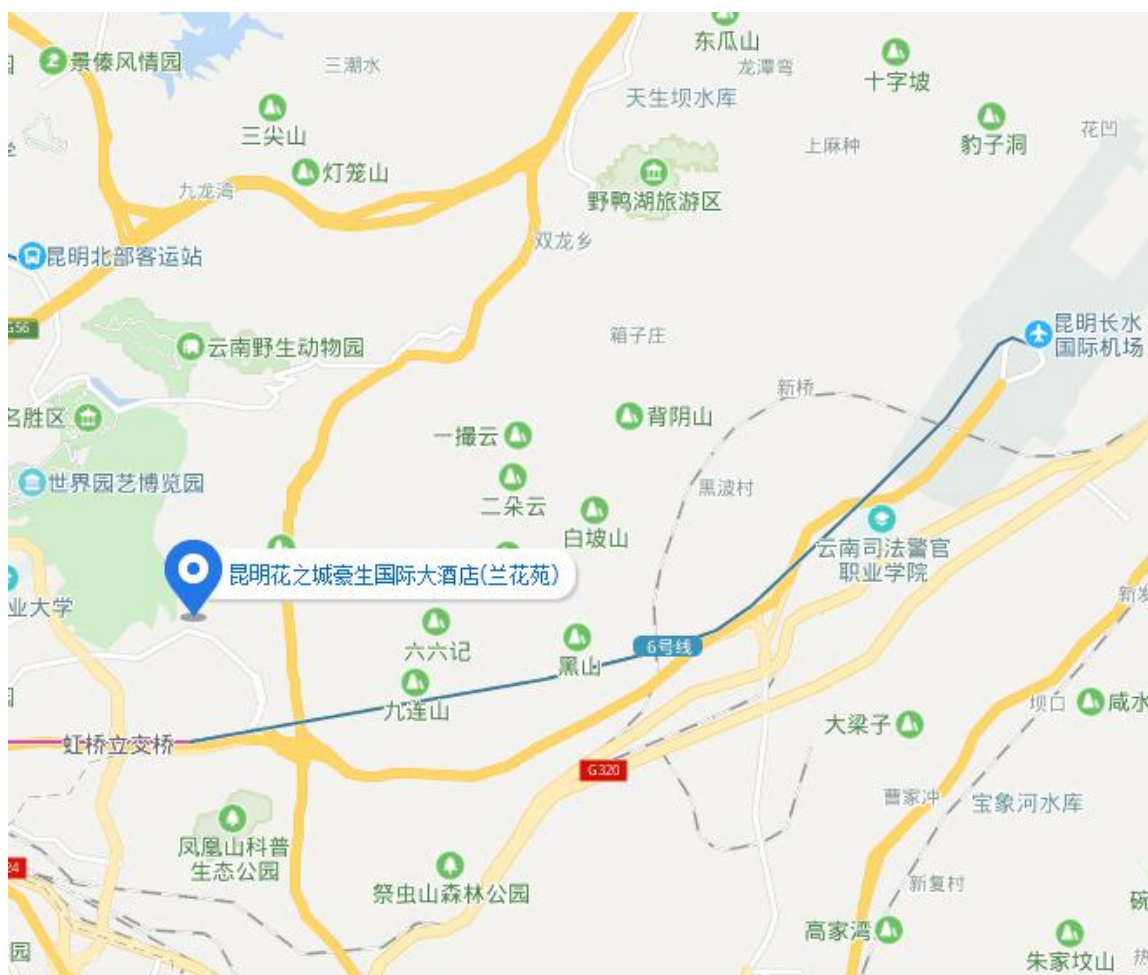 东瓜山
景傣风情园
三潮水
龙潭弯
十字坡
天生坝水库
三尖山
豹子洞
花凹
上麻种
灯笼山
九龙湾
野鸭湖旅游区
双龙乡
昆明北部客运站
G56
箱子庄
昆明长水
国际机场
云南野生动物园
新桥
名胜区
背阴山
一撮云
世界园艺博览园
二朵云
黑波村
白坡山
云南司法警官
职业学院
昆明花之城豪生国际大酒店(兰花苑)
业大学
新发
六六记
黑山
6号线
九连山
坝口
咸水
大梁子
虹桥立交桥
G320
曹家冲
宝象河水库
凤凰山科普
生态公园
24
祭虫山森林公园
新复村
碗
高家湾
园
朱家坟山
热